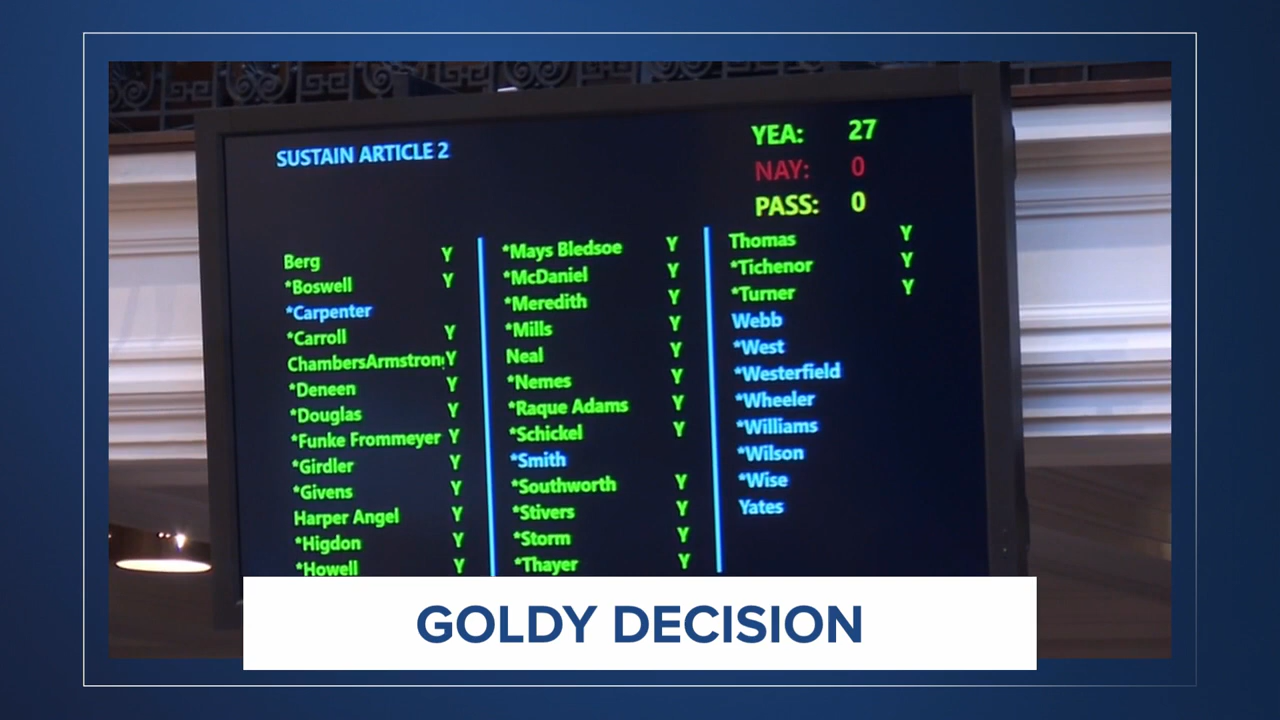 SUSTAIN ARTICLE 2
YEA: 27
NAY: 0
PASS: 0
Berg Y
*Boswell Y
*Carpenter
*Carroll Y
ChambersArmstrong Y
*Deneen Y
*Douglas Y
*Funke Frommeyer Y
*Girdler Y
*Givens Y
Harper Angel Y
*Higdon Y
*Howell Y
*Mays Bledsoe Y
*McDaniel Y
*Meredith Y
*Mills Y
Neal Y
*Nemes Y
*Raque Adams Y
*Schickel Y
*Smith
*Southworth Y
*Stivers Y
*Storm Y
*Thayer Y
Thomas Y
*Tichenor Y
*Turner Y
Webb
*West
*Westerfield
*Wheeler
*Williams
*Wilson
*Wise
Yates
GOLDY DECISION